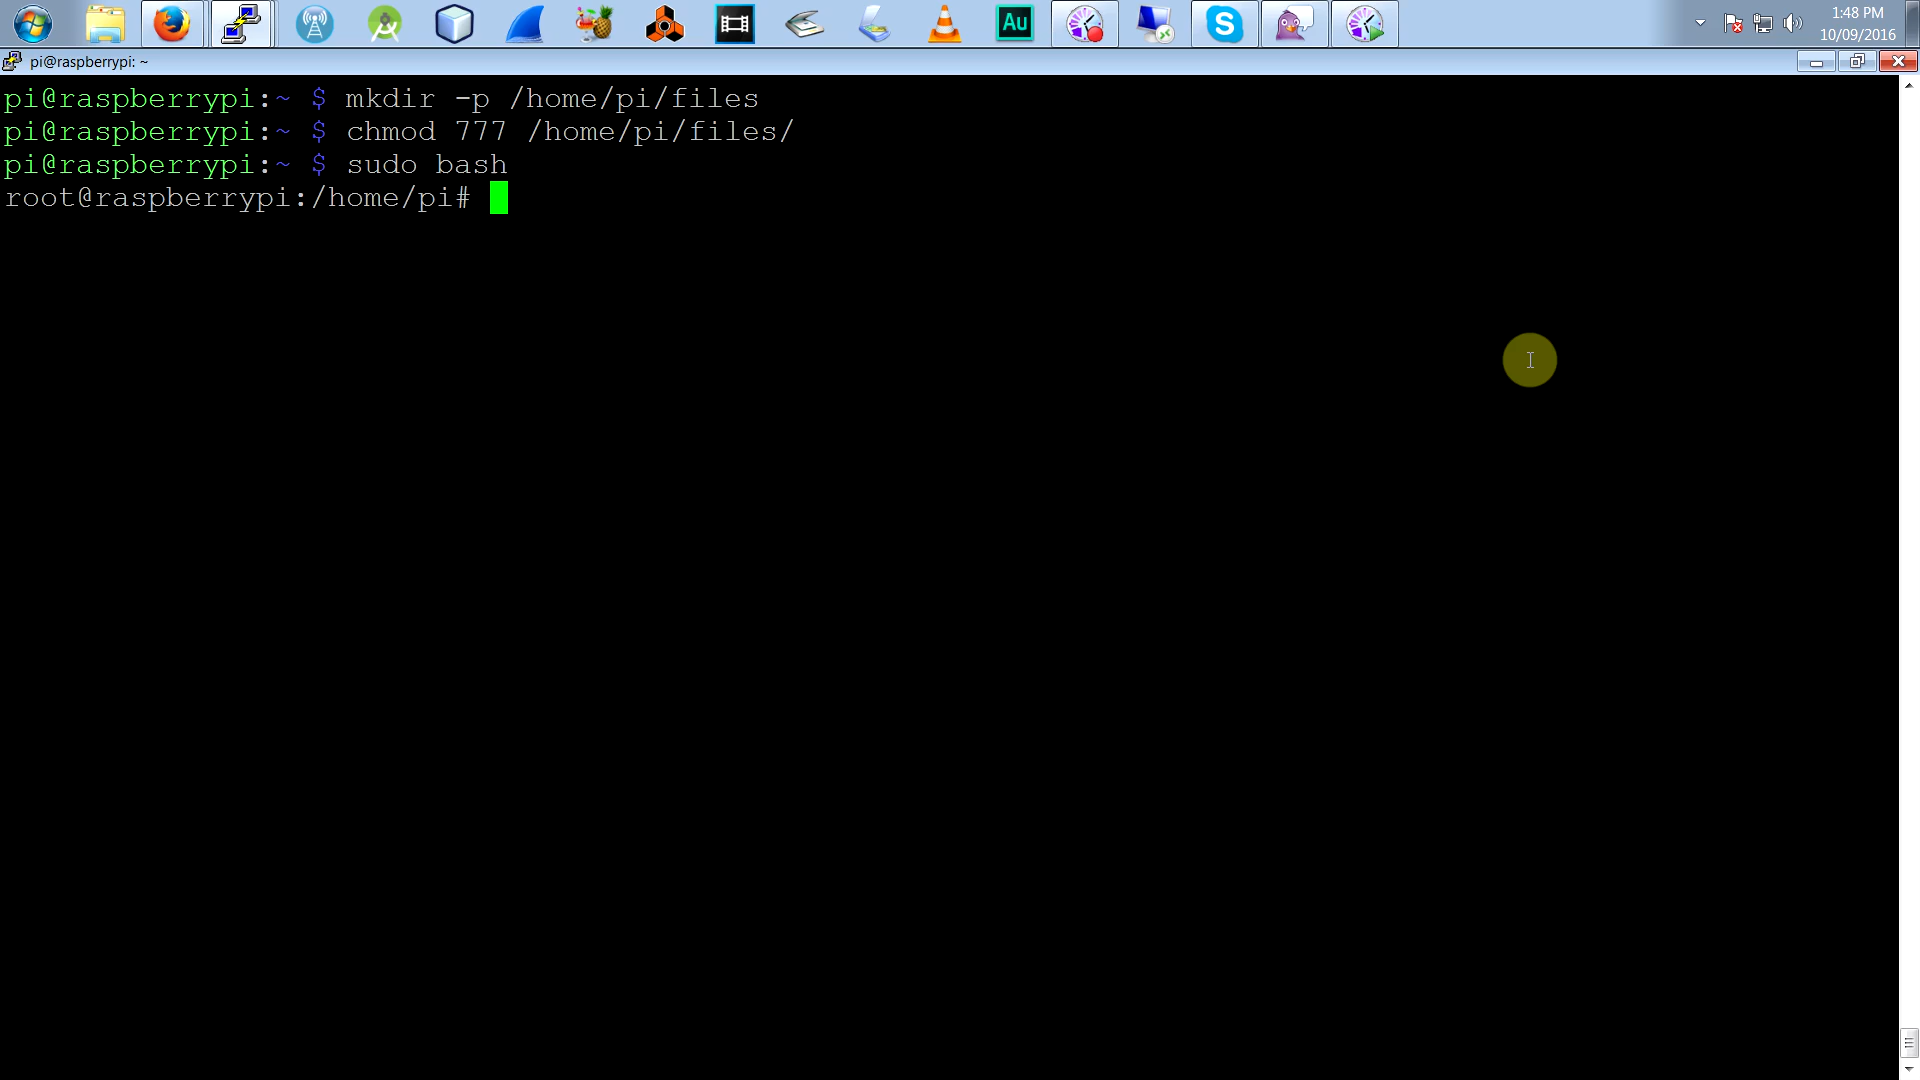 Au
1:48 PM
10/09/2016
pi@raspberrypi: ~
pi@raspberrypi:~ $ mkdir -p /home/pi/files
pi@raspberrypi:~ $ chmod 777 /home/pi/files/
pi@raspberrypi:~ $ sudo bash
root@raspberrypi:/home/pi#